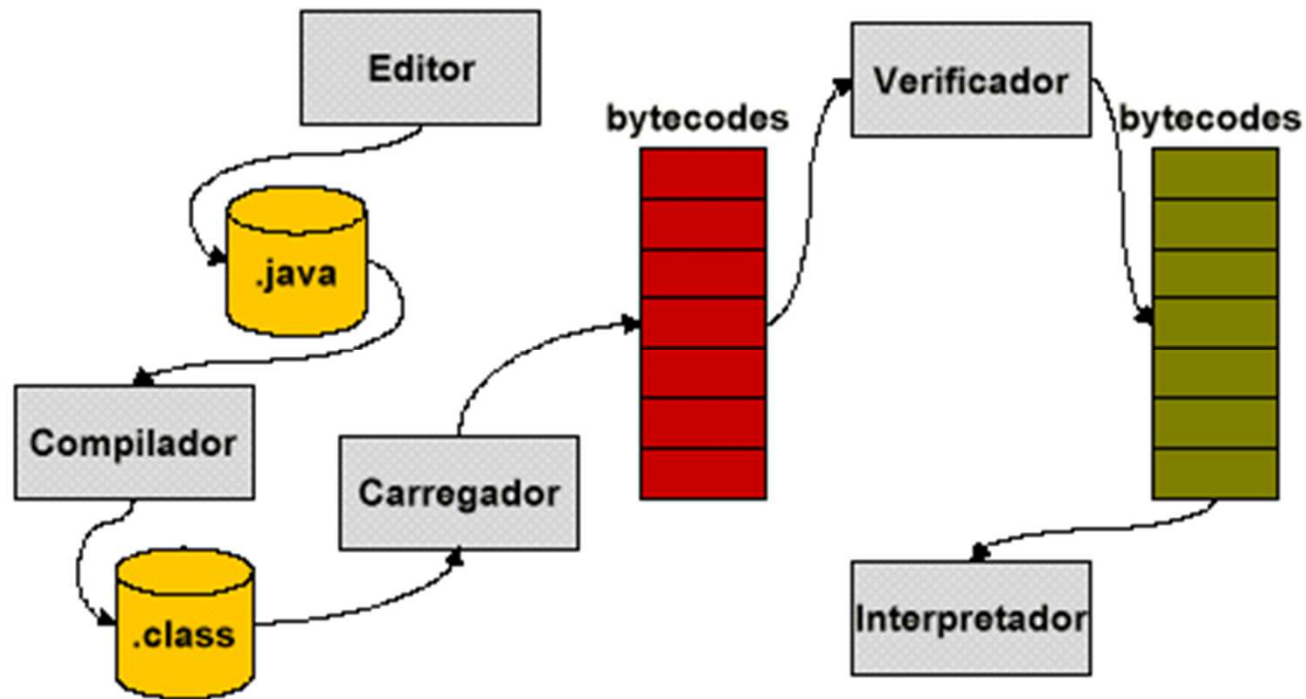 Editor
.java
Compilador
.class
Carregador
bytecodes
Verificador
bytecodes
Interpretador